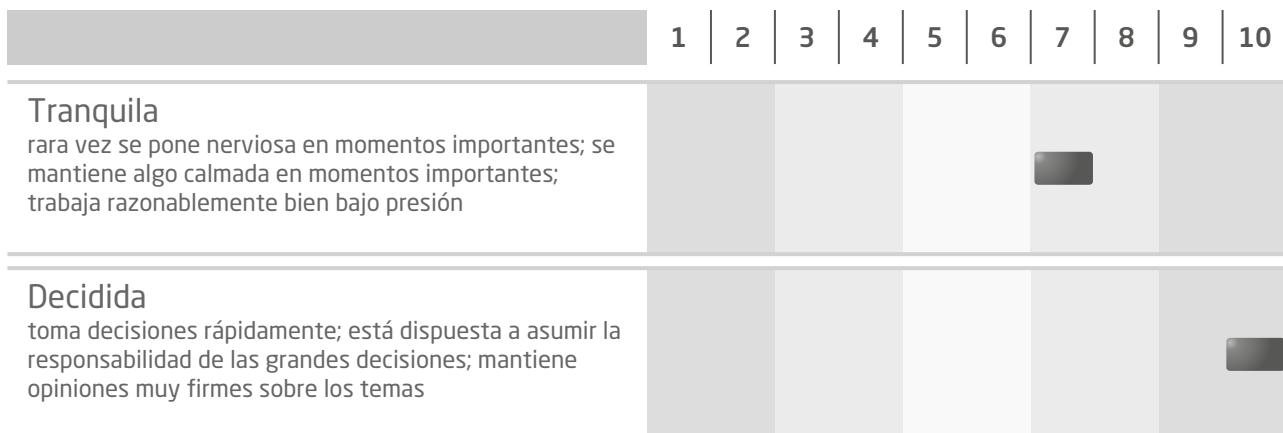 1 2 3 4 5 6 7 8 9 10
Tranquila
rara vez se pone nerviosa en momentos importantes; se
mantiene algo calmada en momentos importantes;
trabaja razonablemente bien bajo presión
Decidida
toma decisiones rápidamente; está dispuesta a asumir la
responsabilidad de las grandes decisiones; mantiene
opiniones muy firmes sobre los temas